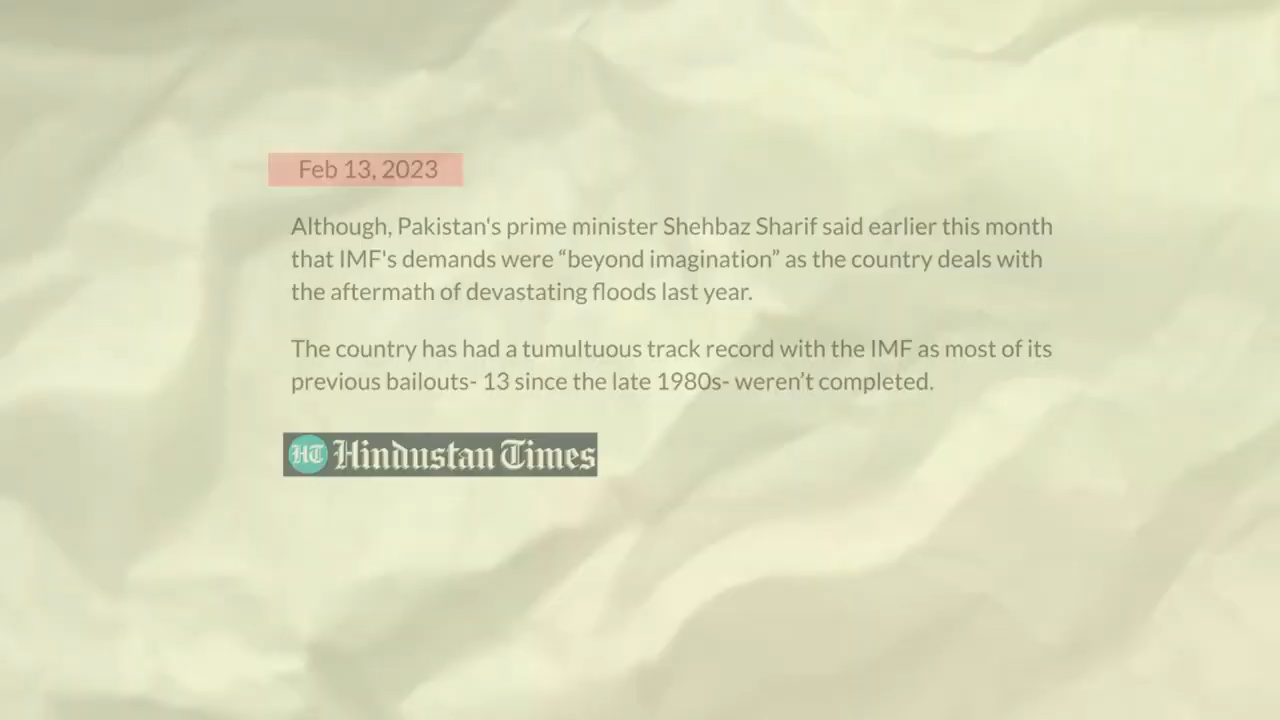 Feb 13, 2023
Although, Pakistan's prime minister Shehbaz Sharif said earlier this month
that IMF's demands were “beyond imagination” as the country deals with
the aftermath of devastating floods last year.
The country has had a tumultuous track record with the IMF as most of its
previous bailouts- 13 since the late 1980s- weren’t completed.
HT Hindustan Times